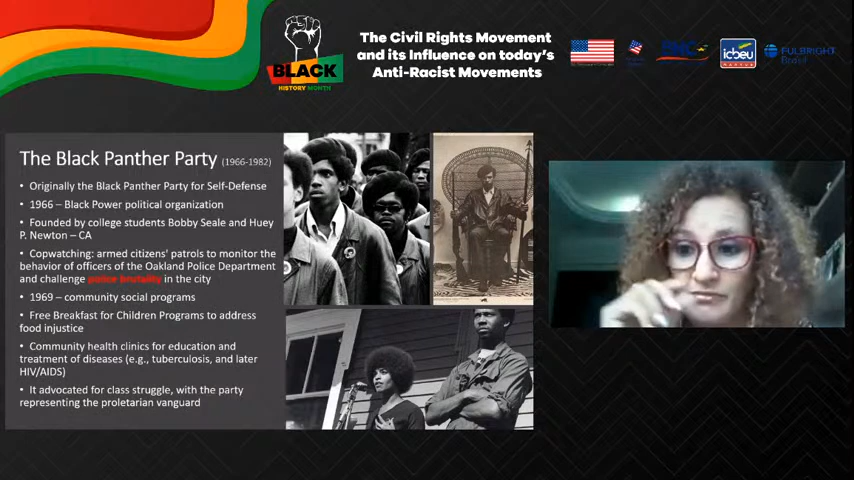 The Civil Rights Movement
and its Influence on today's
Anti-Racist Movements
BLACK
HISTORY MONTH
icbeu
FULBRIGHT
Brasil
The Black Panther Party (1966-1982)
• Originally the Black Panther Party for Self-Defense
• 1966 – Black Power political organization
• Founded by college students Bobby Seale and Huey
P. Newton – CA
• Copwatching: armed citizens' patrols to monitor the
behavior of officers of the Oakland Police Department
and challenge police brutality in the city
• 1969 – community social programs
• Free Breakfast for Children Programs to address
food injustice
• Community health clinics for education and
treatment of diseases (e.g., tuberculosis, and later
HIV/AIDS)
• It advocated for class struggle, with the party
representing the proletarian vanguard